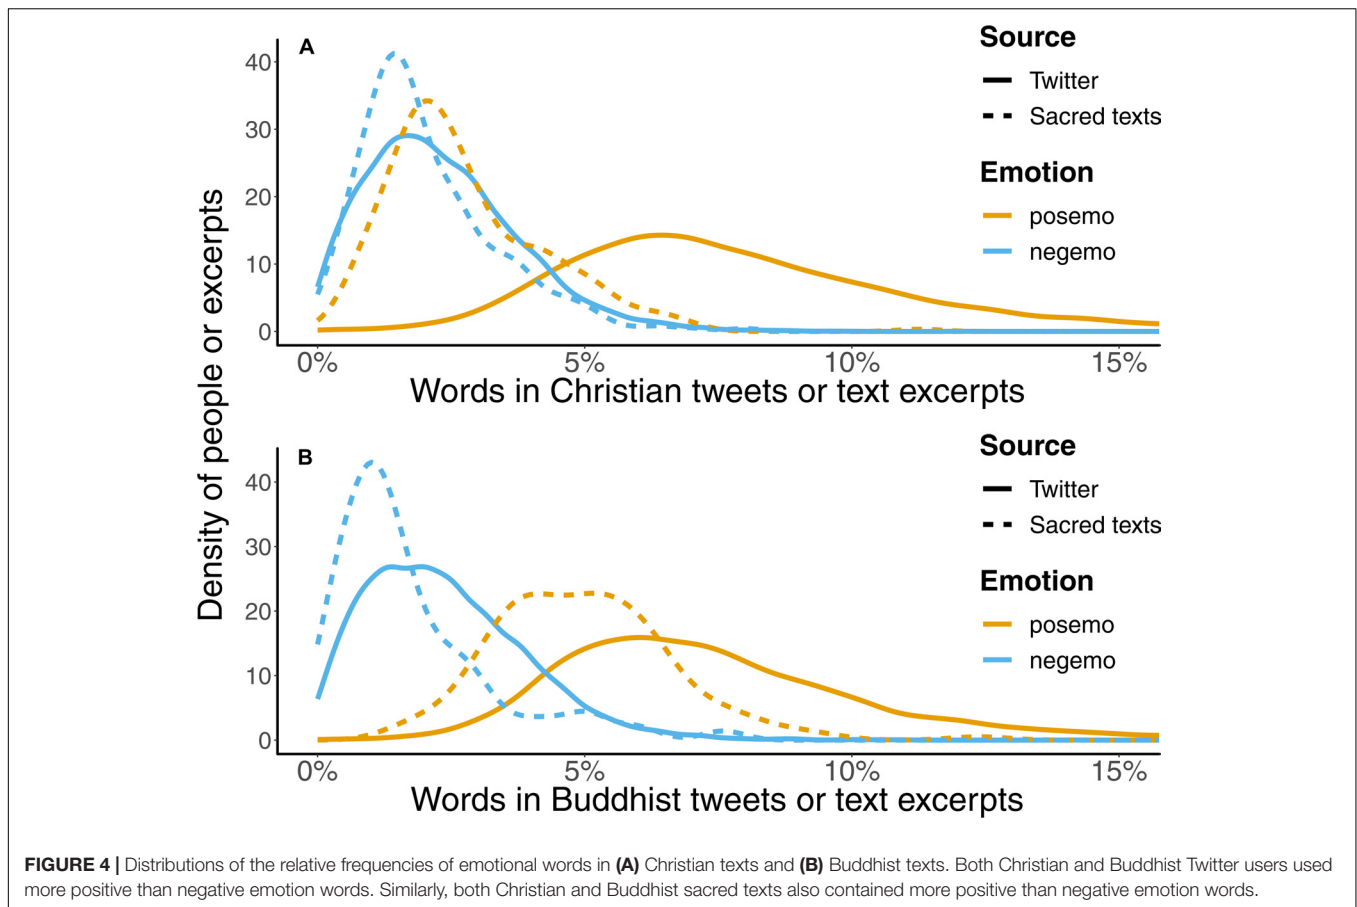 A
Source
Twitter
Sacred texts
Emotion
posemo
negemo
40
30
20
10
0
0% 5% 10% 15%
Words in Christian tweets or text excerpts
Density of people or excerpts
B
Source
Twitter
Sacred texts
Emotion
posemo
negemo
40
30
20
10
0
0% 5% 10% 15%
Words in Buddhist tweets or text excerpts
FIGURE 4 | Distributions of the relative frequencies of emotional words in (A) Christian texts and (B) Buddhist texts. Both Christian and Buddhist Twitter users used
more positive than negative emotion words. Similarly, both Christian and Buddhist sacred texts also contained more positive than negative emotion words.